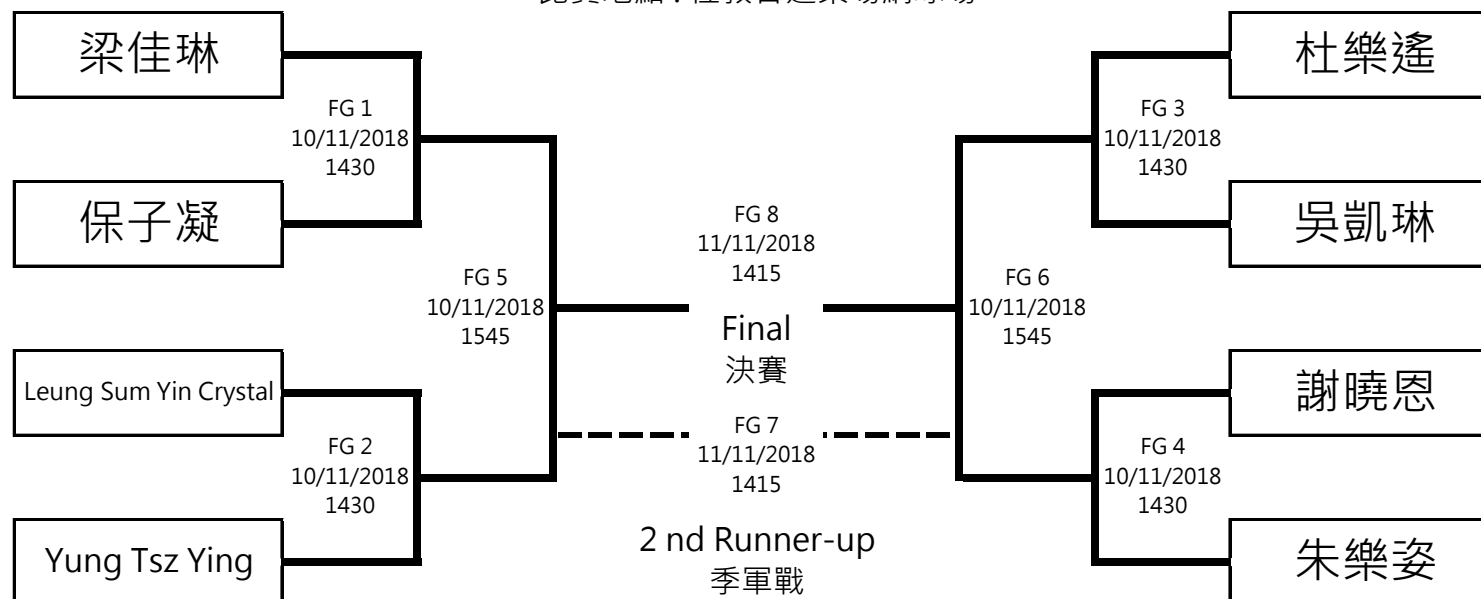 梁佳琳
FG 1
10/11/2018
1430
保子凝
FG 5
10/11/2018
1545
Leung Sum Yin Crystal
FG 2
10/11/2018
1430
Yung Tsz Ying
FG 8
11/11/2018
1415
Final
決賽
FG 7
11/11/2018
1415
2 nd Runner-up
季軍戰
杜樂遙
FG 3
10/11/2018
1430
吳凱琳
FG 6
10/11/2018
1545
謝曉恩
FG 4
10/11/2018
1430
朱樂姿